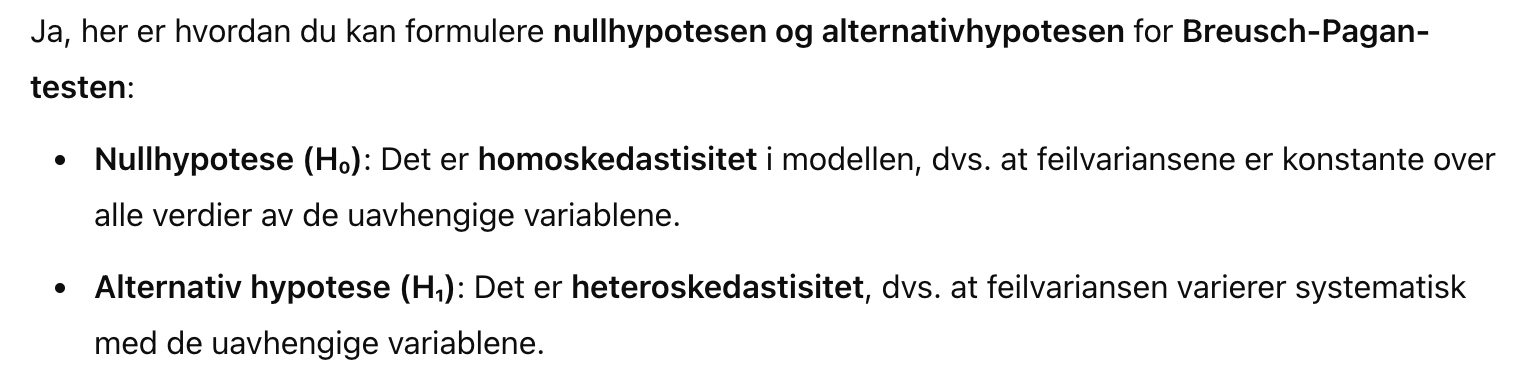 Ja, her er hvordan du kan formulere nullhypotesen og alternativhypotesen for Breusch-Pagan-
testen:
• Nullhypotese (H₀): Det er homoskedastisitet i modellen, dvs. at feilvariansene er konstante over
alle verdier av de uavhengige variablene.
• Alternativ hypotese (H₁): Det er heteroskedastisitet, dvs. at feilvariansen varierer systematisk
med de uavhengige variablene.